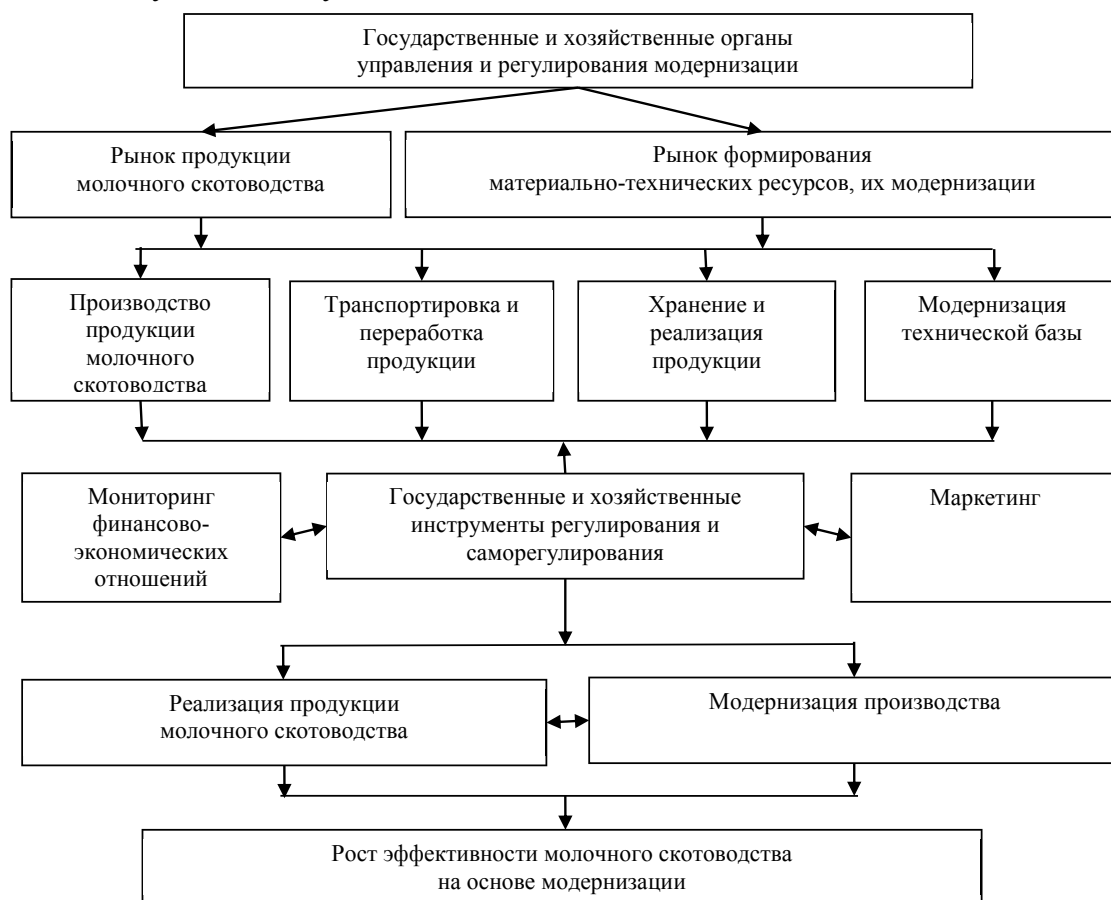 Государственные и хозяйственные органы
управления и регулирования модернизации
Рынок продукции
молочного скотоводства
Рынок формирования
материально-технических ресурсов, их модернизации
Производство
продукции
молочного
скотоводства
Транспортировка и
переработка
продукции
Хранение и
реализация
продукции
Модернизация
технической базы
Мониторинг
финансово-
экономических
отношений
Государственные и хозяйственные
инструменты регулирования и
саморегулирования
Маркетинг
Реализация продукции
молочного скотоводства
Модернизация производства
Рост эффективности молочного скотоводства
на основе модернизации